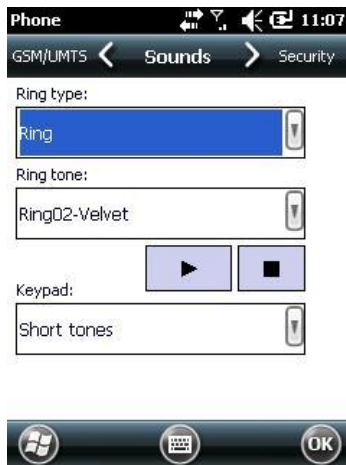 Phone 11:07
GSM/UMTS Sounds Security
Ring type:
Ring
Ring tone:
Ring02-Velvet
Keypad:
Short tones
OK